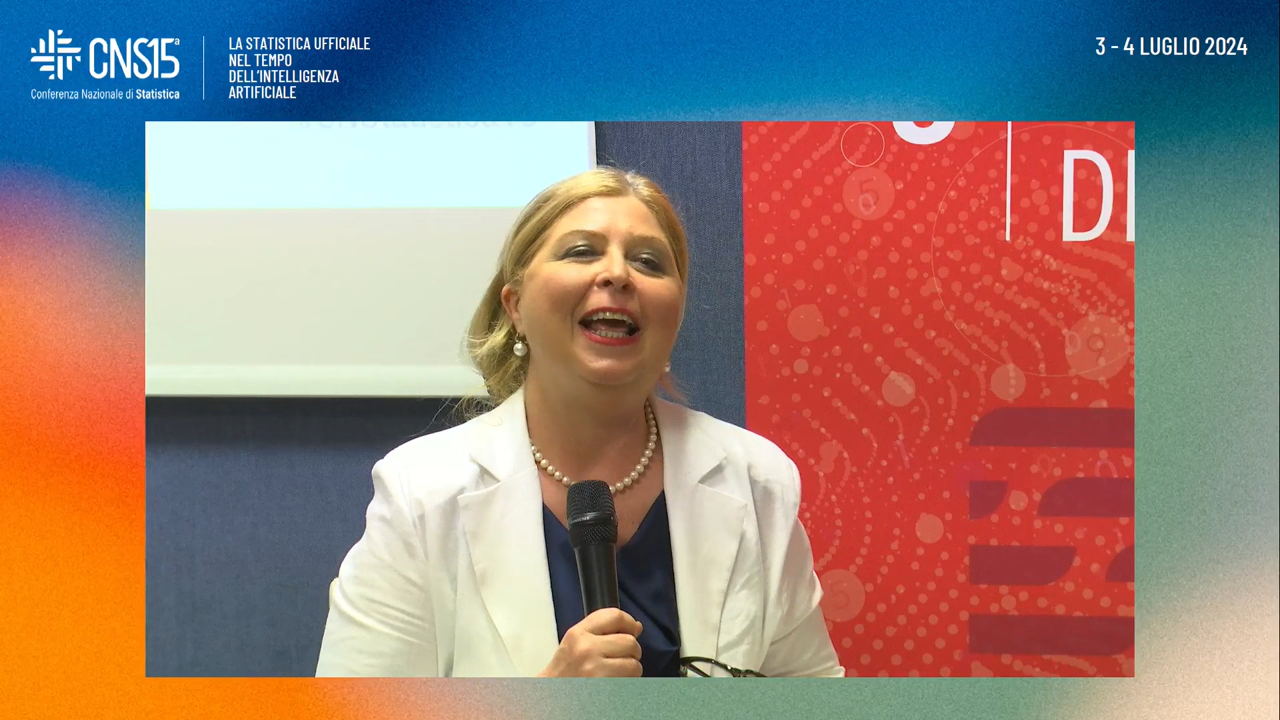 CNS15ª
Conferenza Nazionale di Statistica
LA STATISTICA UFFICIALE
NEL TEMPO
DELL'INTELLIGENZA
ARTIFICIALE
3 - 4 LUGLIO 2024
DI